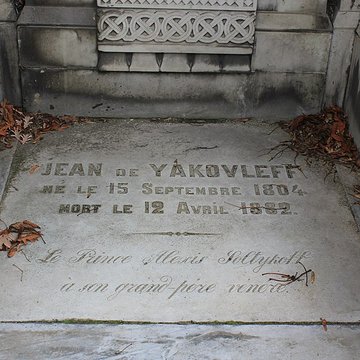 JEAN DE YAKOVLEFF
NÉ LE 15 SEPTEMBRE 1804
MORT LE 12 AVRIL 1882.
Le Prince Alexis Soltykoff
a son grand-père vénéré.